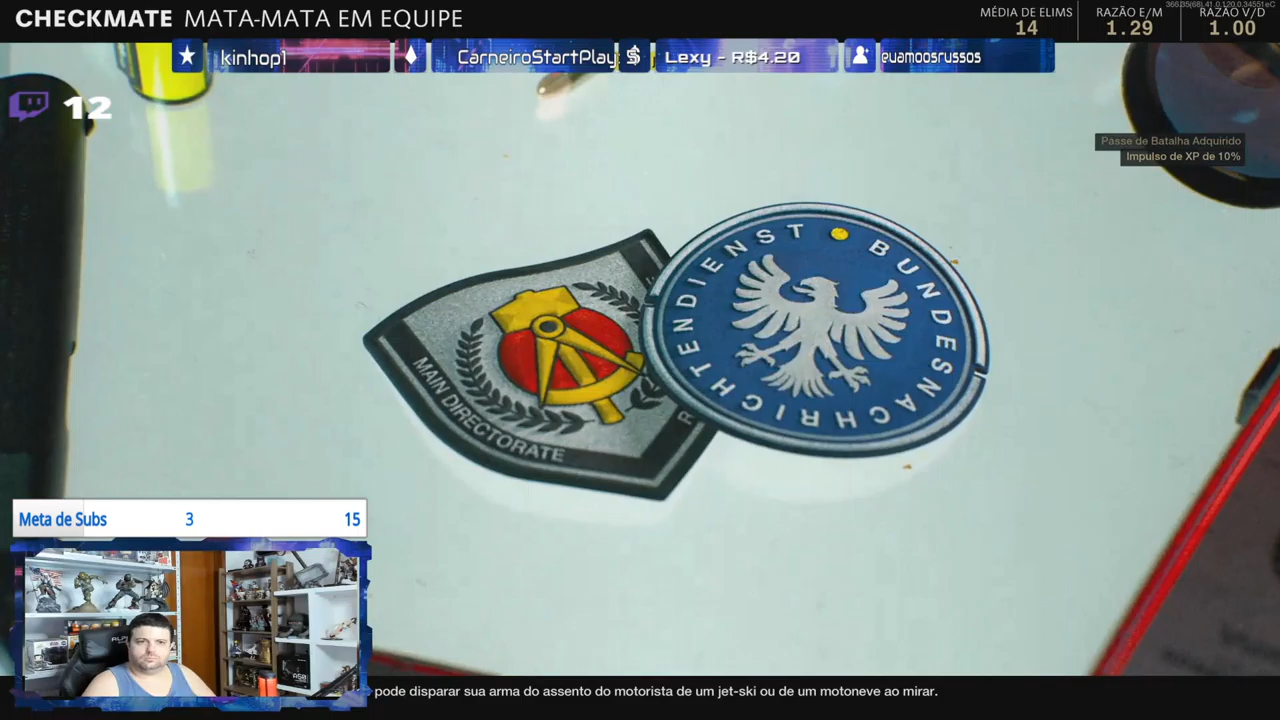 CHECKMATE MATA-MATA EM EQUIPE
MÉDIA DE ELIMS
14
RAZÃO E/M
1.29
RAZÃO V/D
1.00
kinhop1
CarneiroStartPlay
$
Lexy - R$4.20
euamoosrussos
12
Passe de Batalha Adquirido
Impulso de XP de 10%
BUNDESNACHRICHTENDIENST
MAIN DIRECTORATE
R
Meta de Subs 3 15
pode disparar sua arma do assento do motorista de um jet-ski ou de um motoneve ao mirar.